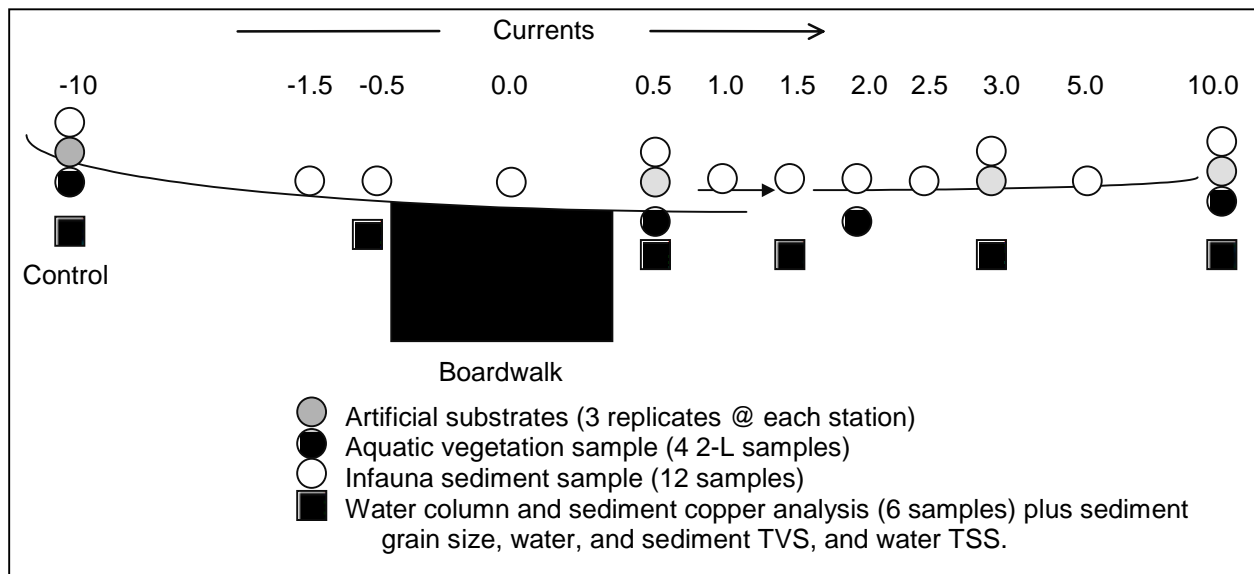 Currents
-10 -1.5 -0.5 0.0 0.5 1.0 1.5 2.0 2.5 3.0 5.0 10.0
Control
Boardwalk
Artificial substrates (3 replicates @ each station)
Aquatic vegetation sample (4 2-L samples)
Infauna sediment sample (12 samples)
Water column and sediment copper analysis (6 samples) plus sediment
grain size, water, and sediment TVS, and water TSS.